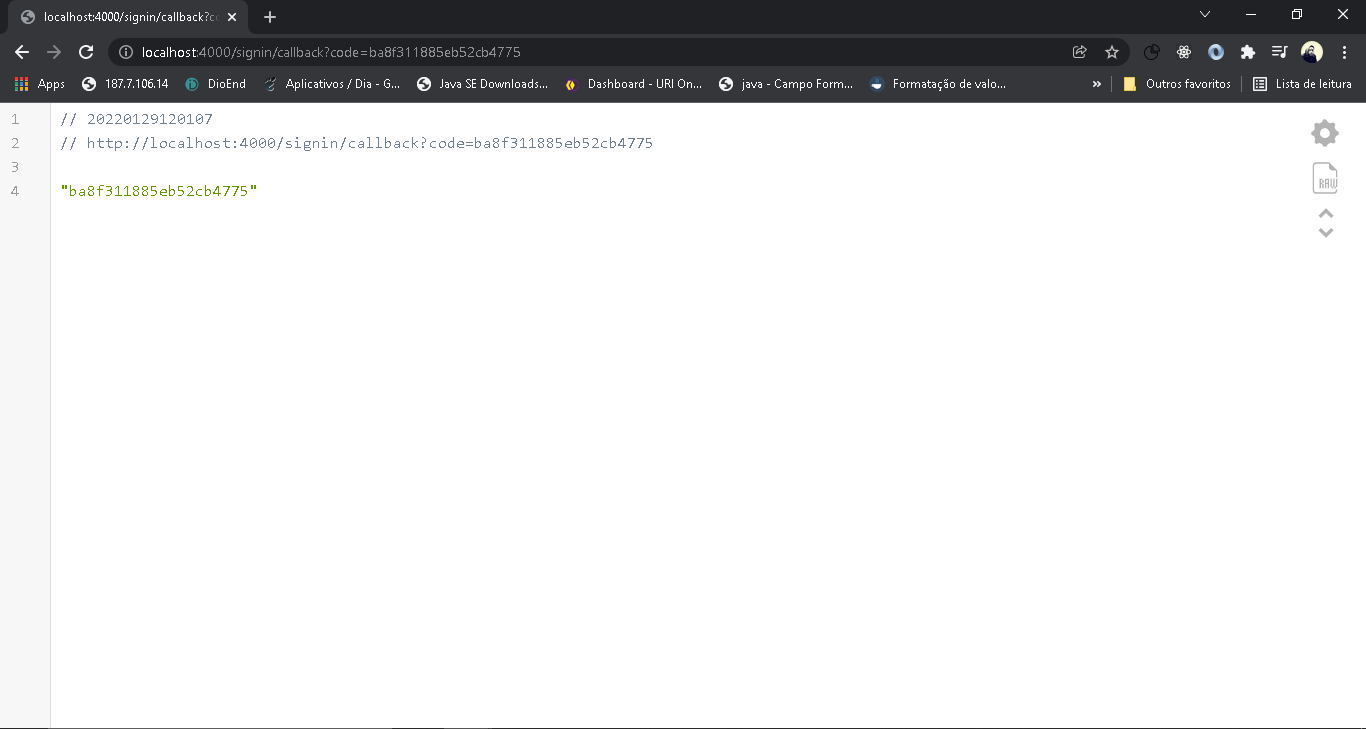 localhost:4000/signin/callback?cc
localhost:4000/signin/callback?code=ba8f311885eb52cb4775
Apps 187.7.106.14 DioEnd Aplicativos / Dia - G... Java SE Downloads... Dashboard - URI On... java - Campo Form... Formatação de valo... » Outros favoritos Lista de leitura
1 // 20220129120107
2 // http://localhost:4000/signin/callback?code=ba8f311885eb52cb4775
3
4 "ba8f311885eb52cb4775"
RAW